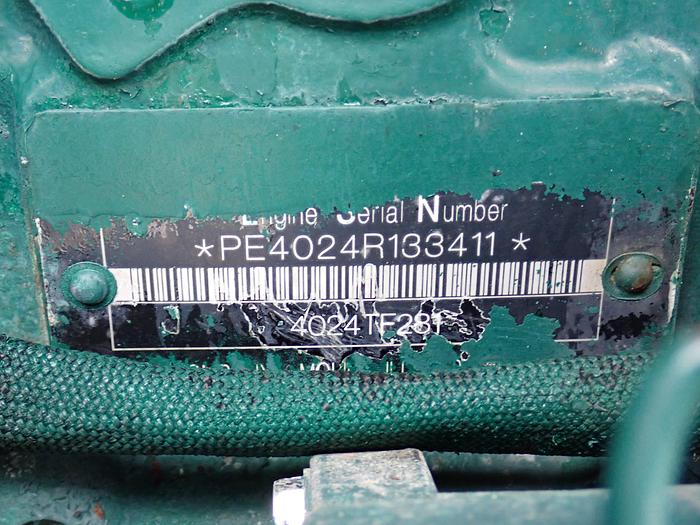 Engine Serial Number
*PE4024R133411*
4024TF281